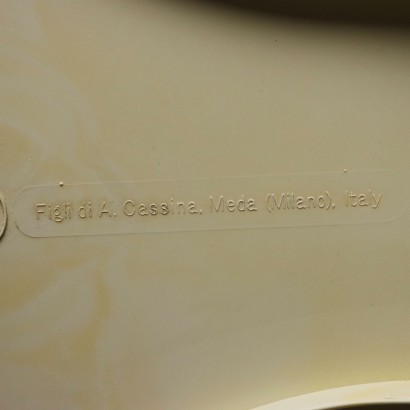 Figli di A. Cassina, Meda (Milano), Italy